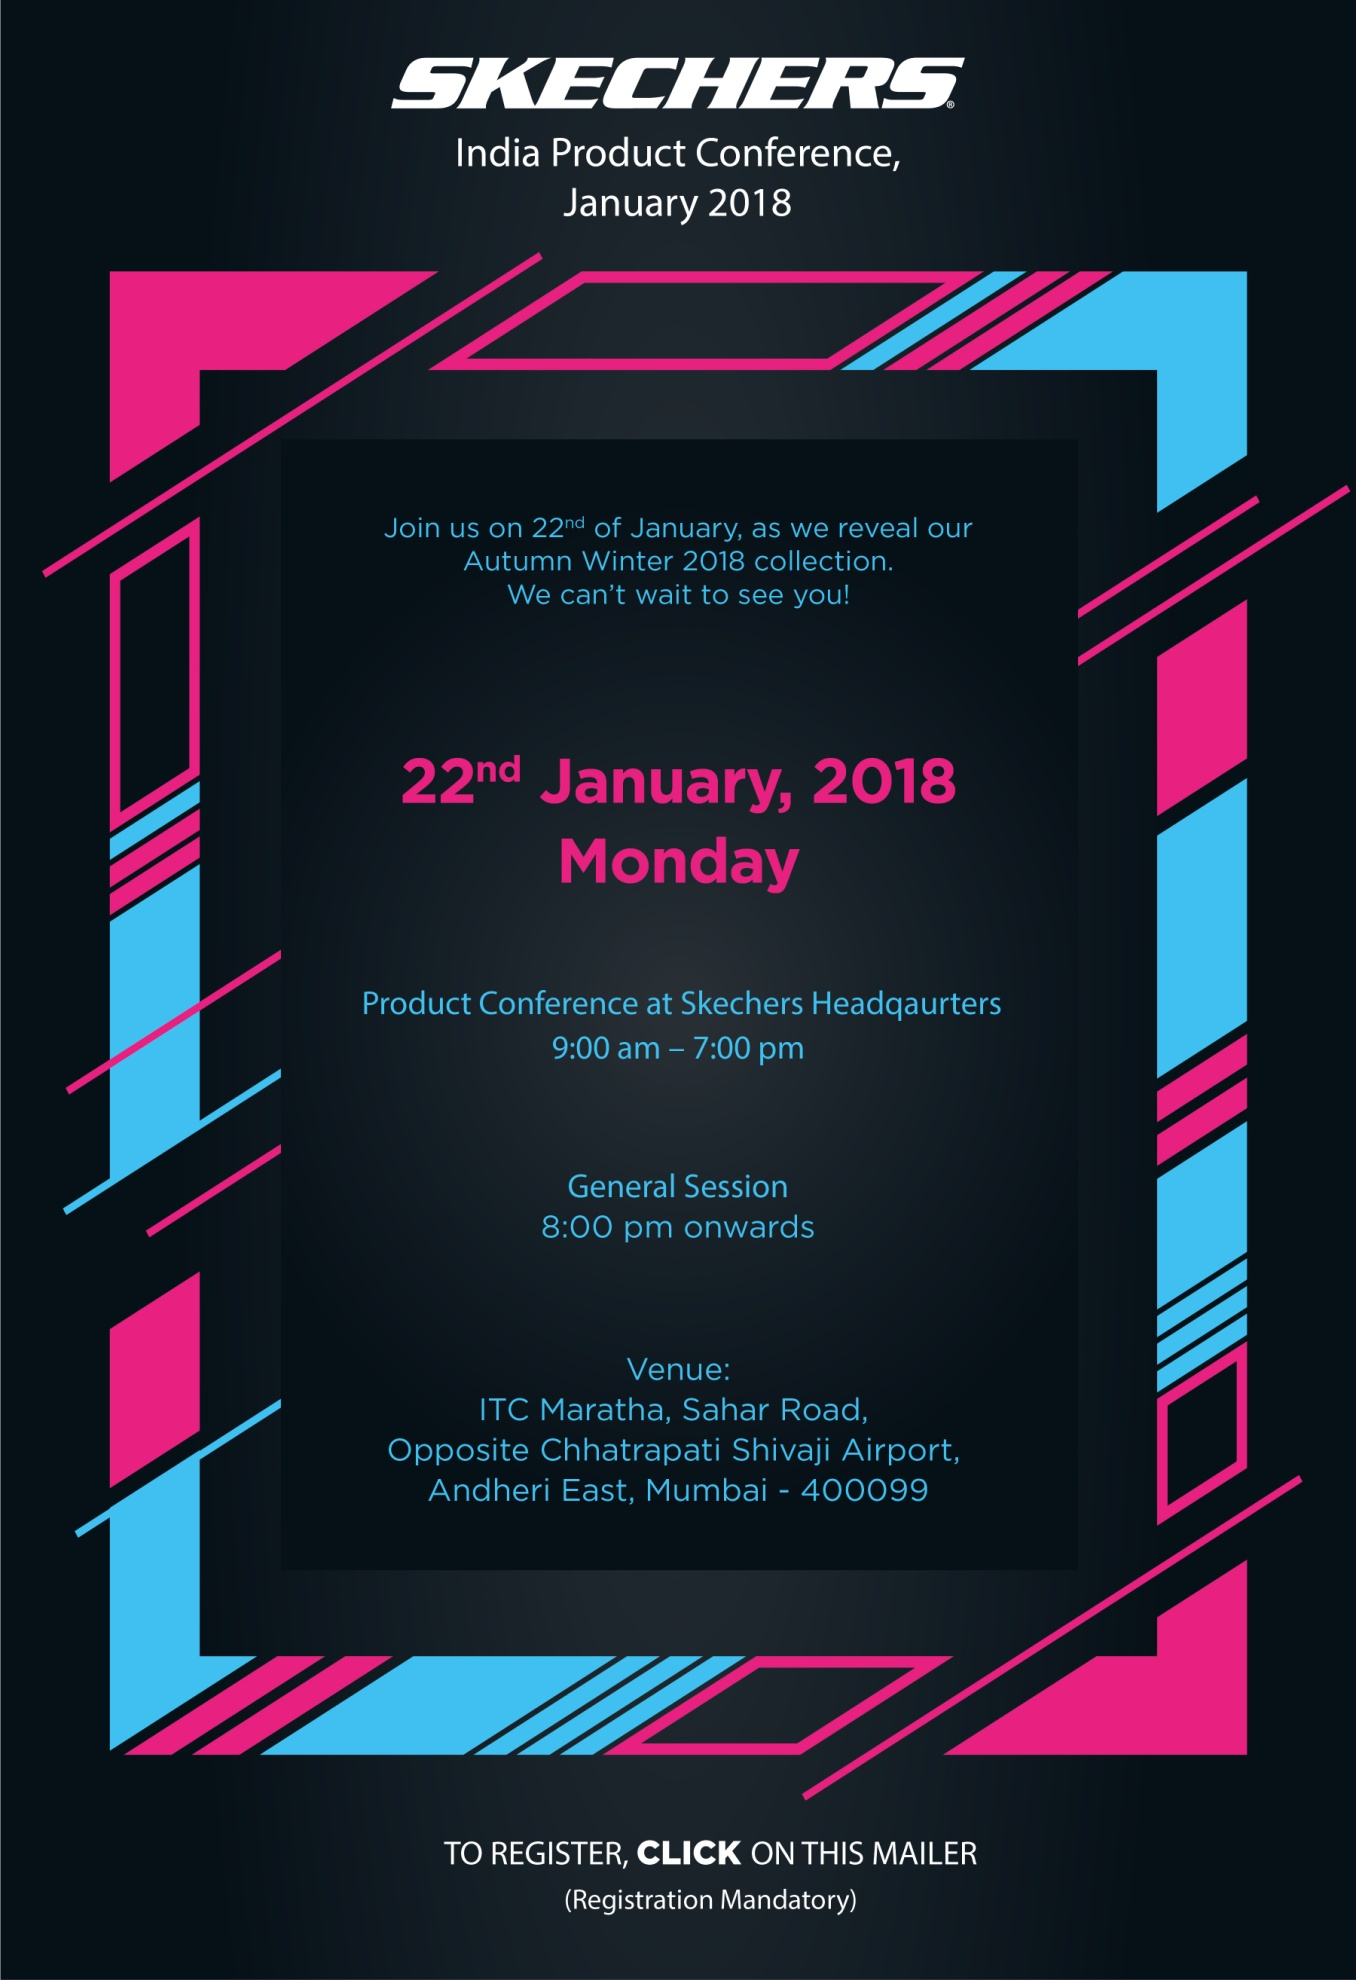 SKECHERS®
India Product Conference,
January 2018
Join us on 22nd of January, as we reveal our
Autumn Winter 2018 collection.
We can't wait to see you!
22nd January, 2018
Monday
Product Conference at Skechers Headqaurters
9:00 am – 7:00 pm
General Session
8:00 pm onwards
Venue:
ITC Maratha, Sahar Road,
Opposite Chhatrapati Shivaji Airport,
Andheri East, Mumbai - 400099
TO REGISTER, CLICK ON THIS MAILER
(Registration Mandatory)